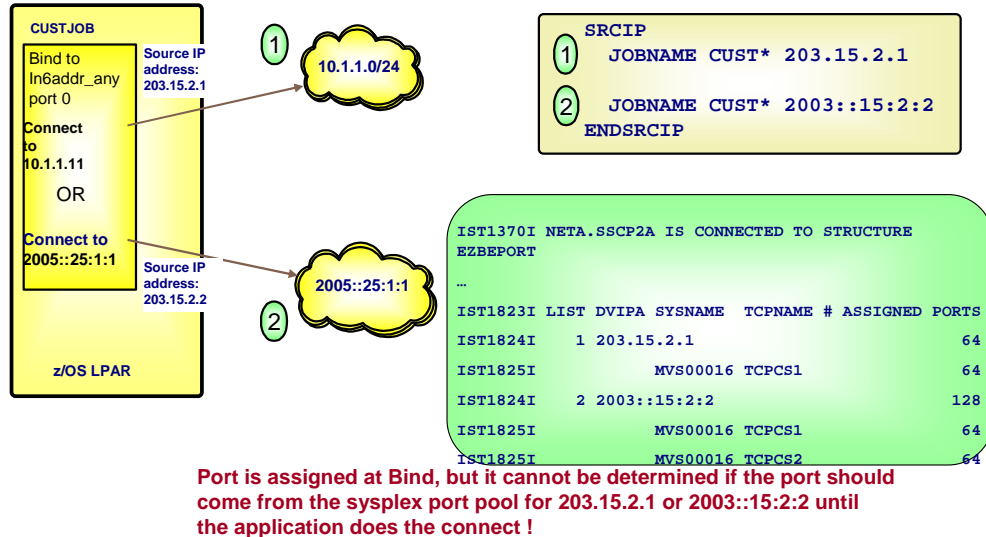 CUSTJOB
Bind to
In6addr_any
port 0
Connect
to
10.1.1.11
OR
Connect to
2005::25:1:1
z/OS LPAR
Source IP
address:
203.15.2.1
Source IP
address:
203.15.2.2
1
10.1.1.0/24
2005::25:1:1
2
SRCIP
1 JOBNAME CUST* 203.15.2.1
2 JOBNAME CUST* 2003::15:2:2
ENDSRCIP
IST1370I NETA.SSCP2A IS CONNECTED TO STRUCTURE
EZBEPORT
…
IST1823I LIST DVIPA SYSNAME TCPNAME # ASSIGNED PORTS
IST1824I 1 203.15.2.1 64
IST1825I MVS00016 TCPCS1 64
IST1824I 2 2003::15:2:2 128
IST1825I MVS00016 TCPCS1 64
IST1825I MVS00016 TCPCS2 64
Port is assigned at Bind, but it cannot be determined if the port should
come from the sysplex port pool for 203.15.2.1 or 2003::15:2:2 until
the application does the connect !